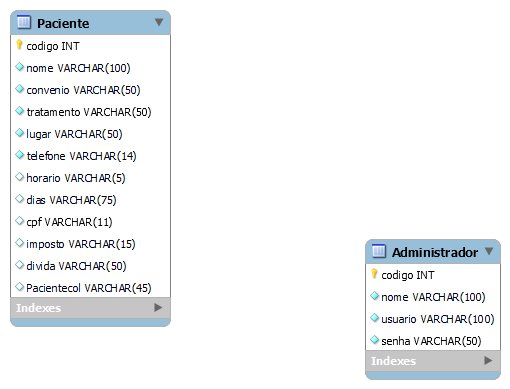 Paciente
codigo INT
nome VARCHAR(100)
convenio VARCHAR(50)
tratamento VARCHAR(50)
lugar VARCHAR(50)
telefone VARCHAR(14)
horario VARCHAR(5)
dias VARCHAR(75)
cpf VARCHAR(11)
imposto VARCHAR(15)
divida VARCHAR(50)
Pacientecol VARCHAR(45)
Indexes
Administrador
codigo INT
nome VARCHAR(100)
usuario VARCHAR(100)
senha VARCHAR(50)
Indexes